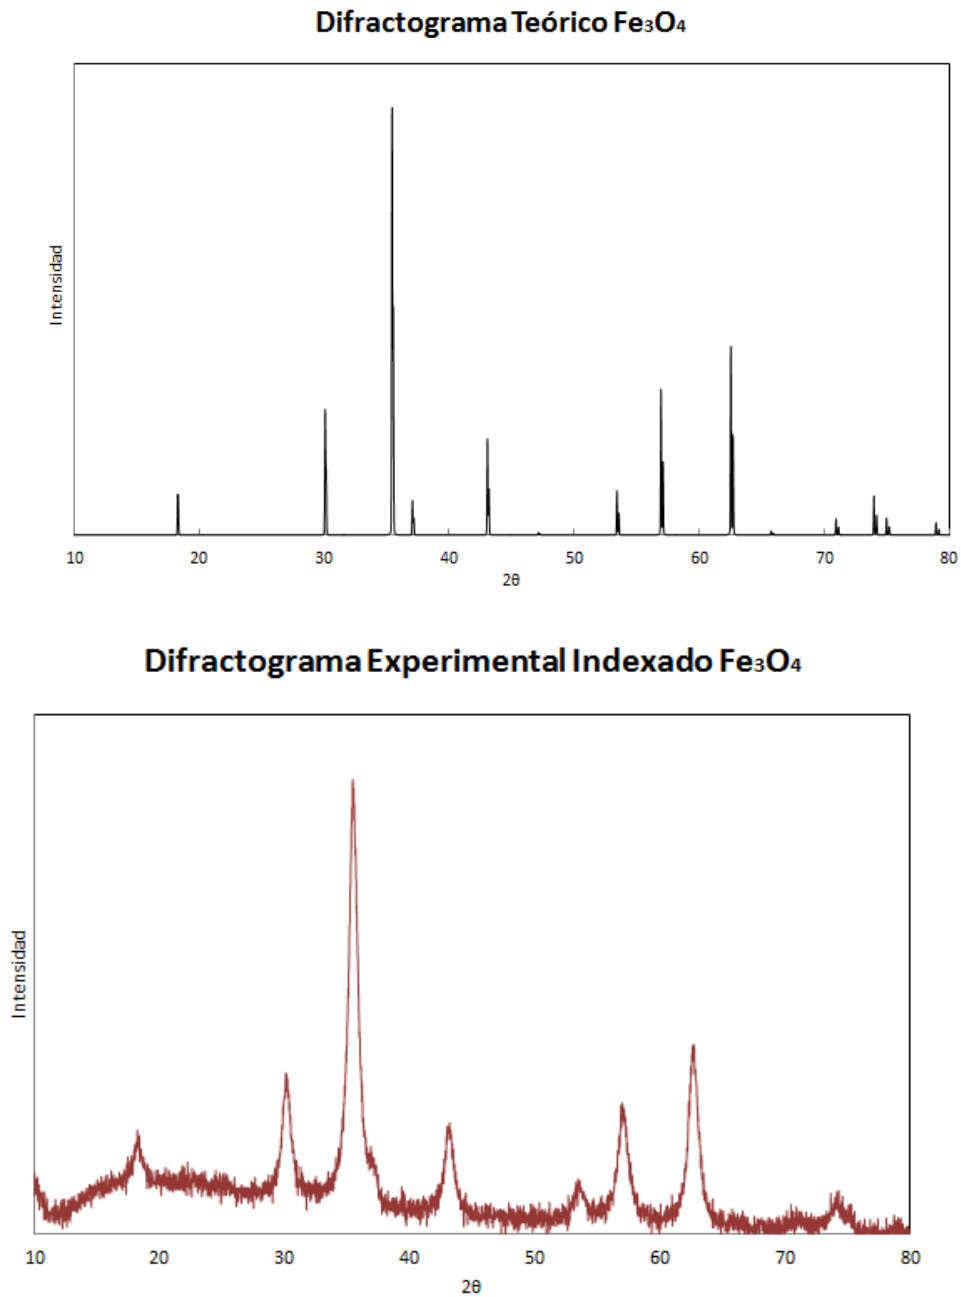 Difractograma Teórico Fe₃O₄
Intensidad
10 20 30 40 50 60 70 80
2θ
Difractograma Experimental Indexado Fe₃O₄
Intensidad
10 20 30 40 50 60 70 80
2θ